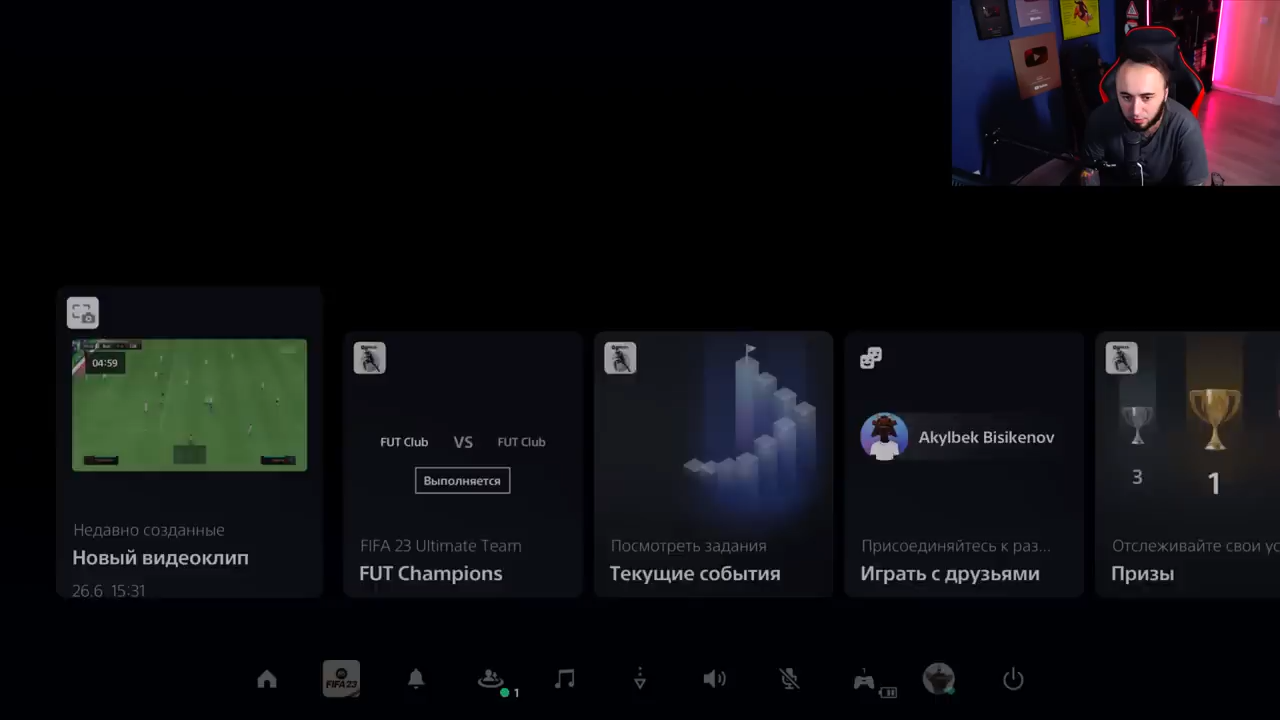 04:59
Недавно созданные
Новый видеоклип
26.6 15:31
FUT Club VS FUT Club
Выполняется
FIFA 23 Ultimate Team
FUT Champions
Посмотреть задания
Текущие события
Akylbek Bisikenov
Присоединяйтесь к раз...
Играть с друзьями
3
1
Отслеживайте свои ус
Призы
FIFA 23
1